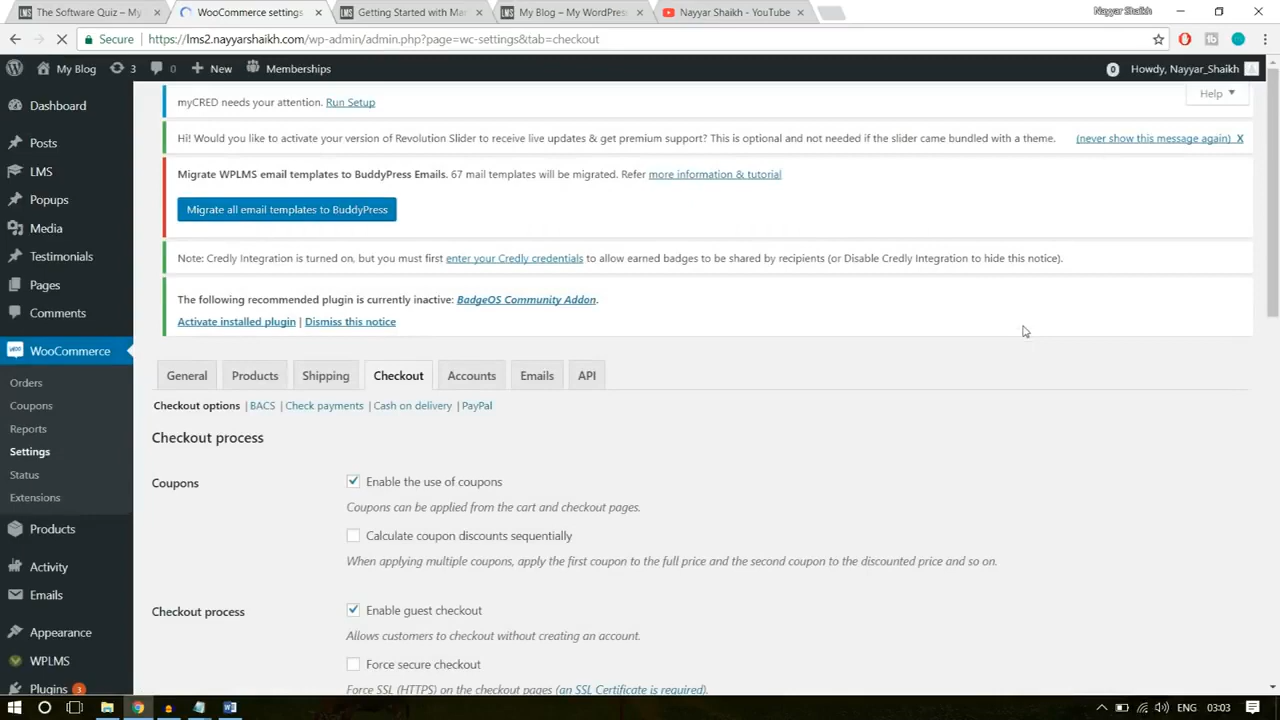 The Software Quiz – My
WooCommerce settings
Getting Started with Ma
My Blog – My WordPress
Nayyar Shaikh - YouTube
Nayyar Shaikh
Secure
https://lms2.nayyarshaikh.com/wp-admin/admin.php?page=wc-settings&tab=checkout
My Blog
3
0
New
Memberships
0
Howdy, Nayyar_Shaikh
Dashboard
Posts
LMS
Popups
Media
Testimonials
Pages
Comments
WooCommerce
Orders
Coupons
Reports
Settings
Status
Extensions
Products
Activity
Emails
Appearance
WPLMS
Plugins 3
Help
myCRED needs your attention. Run Setup
Hi! Would you like to activate your version of Revolution Slider to receive live updates & get premium support? This is optional and not needed if the slider came bundled with a theme. (never show this message again) X
Migrate WPLMS email templates to BuddyPress Emails. 67 mail templates will be migrated. Refer more information & tutorial
Migrate all email templates to BuddyPress
Note: Credly Integration is turned on, but you must first enter your Credly credentials to allow earned badges to be shared by recipients (or Disable Credly Integration to hide this notice).
The following recommended plugin is currently inactive: BadgeOS Community Addon.
Activate installed plugin | Dismiss this notice
General
Products
Shipping
Checkout
Accounts
Emails
API
Checkout options | BACS | Check payments | Cash on delivery | PayPal
Checkout process
Coupons
Enable the use of coupons
Coupons can be applied from the cart and checkout pages.
Calculate coupon discounts sequentially
When applying multiple coupons, apply the first coupon to the full price and the second coupon to the discounted price and so on.
Checkout process
Enable guest checkout
Allows customers to checkout without creating an account.
Force secure checkout
Force SSL (HTTPS) on the checkout pages (an SSL Certificate is required).
ENG
03:03